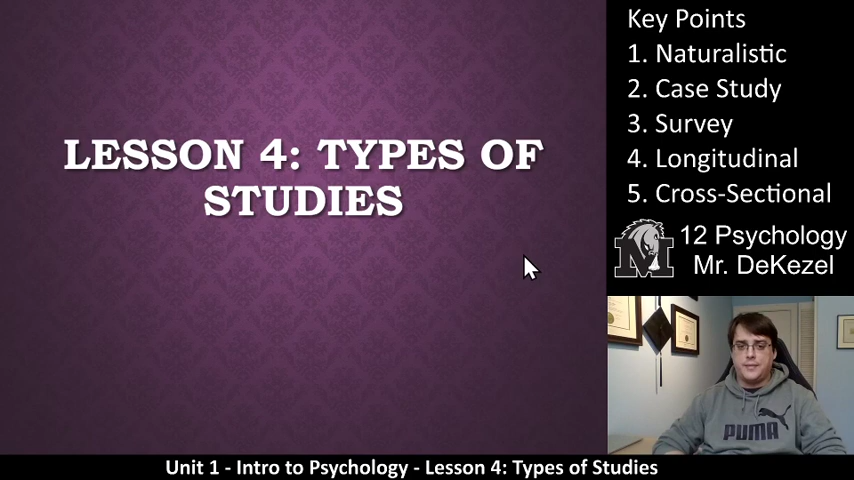 LESSON 4: TYPES OF
STUDIES
Key Points
1. Naturalistic
2. Case Study
3. Survey
4. Longitudinal
5. Cross-Sectional
M
12 Psychology
Mr. DeKezel
PUMA
Unit 1 - Intro to Psychology - Lesson 4: Types of Studies